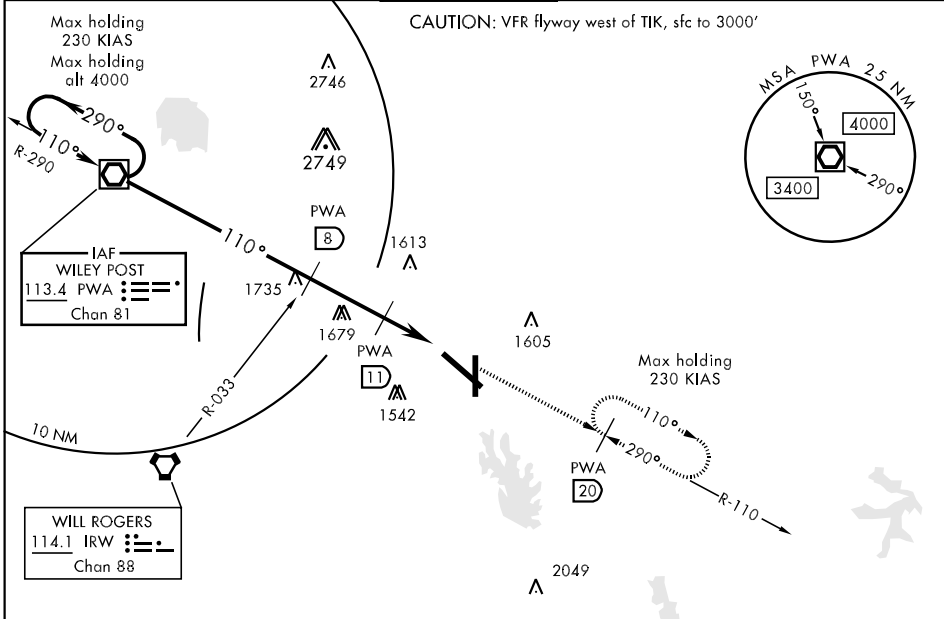 CAUTION: VFR flyway west of TIK, sfc to 3000'
Max holding
230 KIAS
Max holding
alt 4000
290°
110°
R-290
2746
2749
MSA PWA 25 NM
150°
4000
3400
290°
110°
PWA
8
1613
IAF
WILEY POST
113.4 PWA
Chan 81
1735
1679
PWA
11
1542
1605
R-033
10 NM
Max holding
230 KIAS
110°
290°
PWA
20
R-110
WILL ROGERS
114.1 IRW
Chan 88
2049